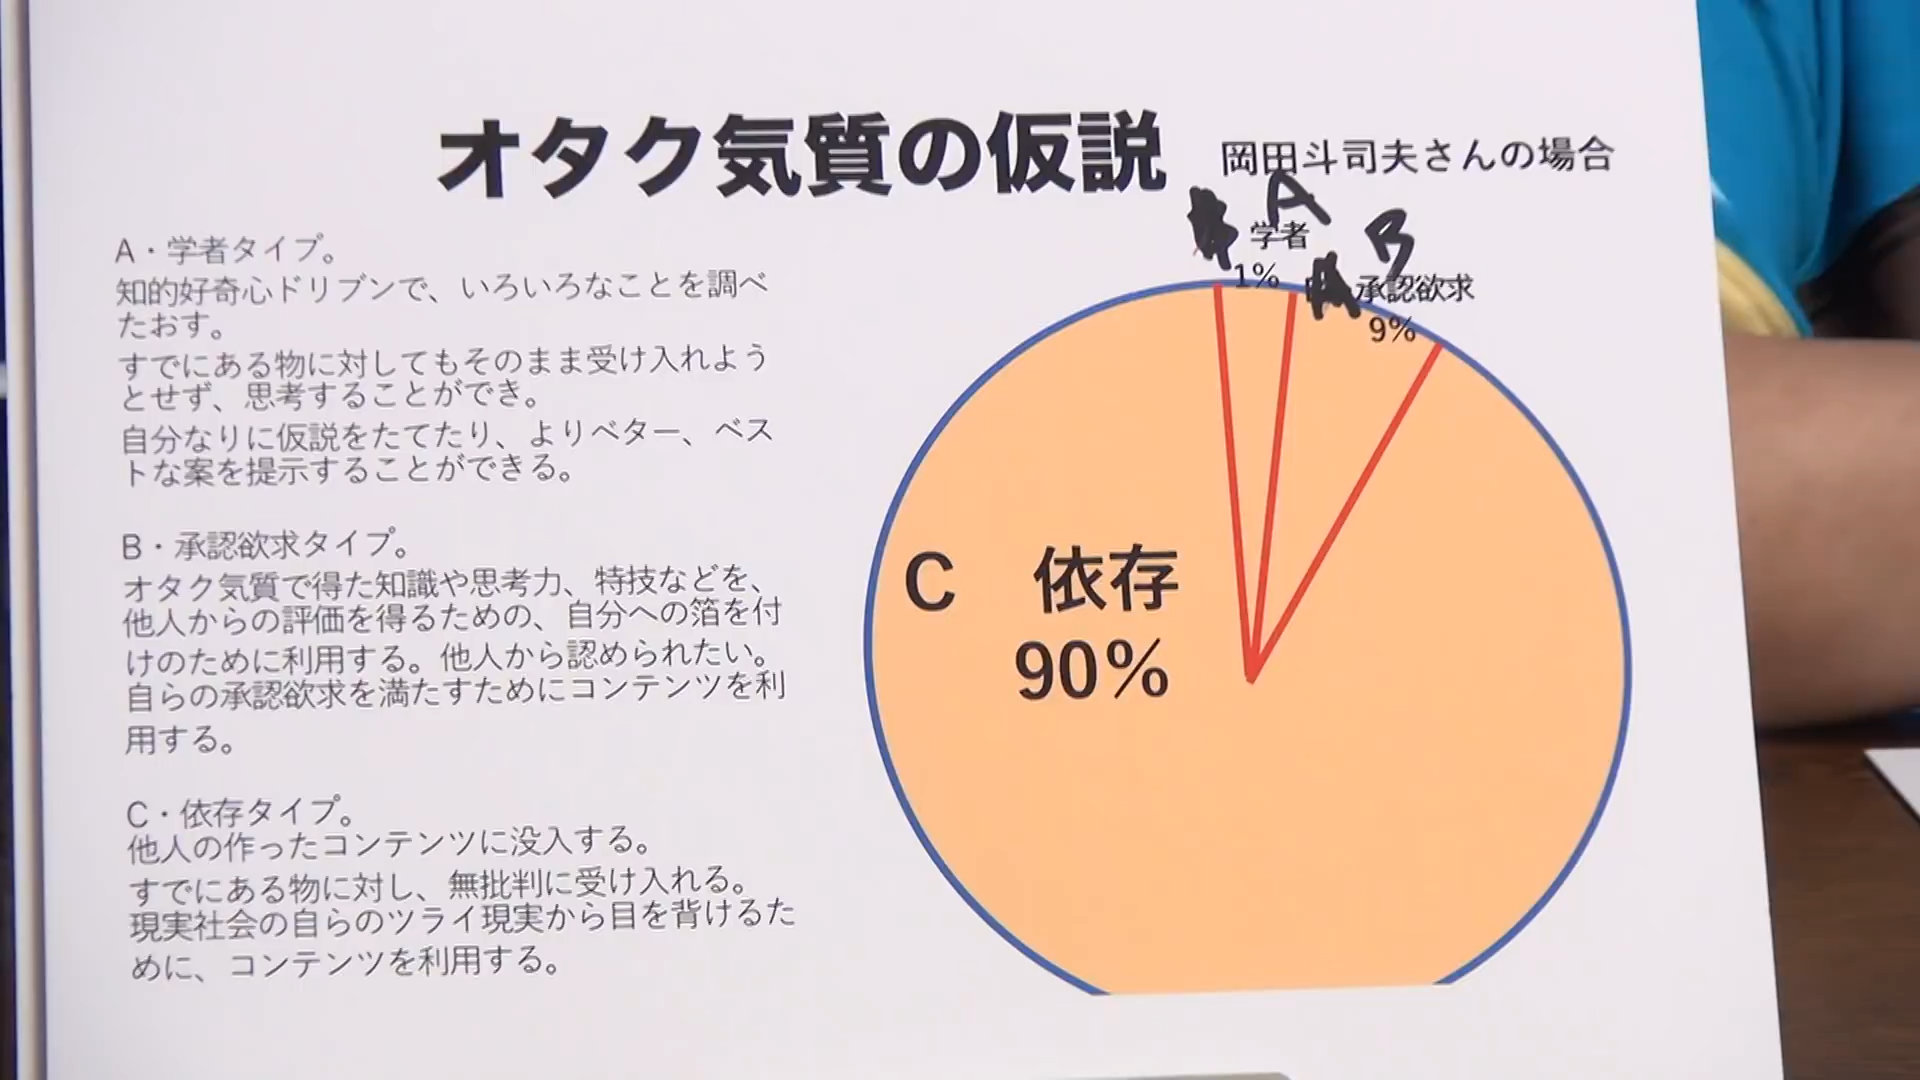 オタク気質の仮説
岡田斗司夫さんの場合
A・学者タイプ。
知的好奇心ドリブンで、いろいろなことを調べ
たおす。
すでにある物に対してもそのまま受け入れよう
とせず、思考することができ。
自分なりに仮説をたてたり、よりベター、ベス
トな案を提示することができる。
B・承認欲求タイプ。
オタク気質で得た知識や思考力、特技などを、
他人からの評価を得るための、自分への箔を付
けのために利用する。他人から認められたい。
自らの承認欲求を満たすためにコンテンツを利
用する。
C・依存タイプ。
他人の作ったコンテンツに没入する。
すでにある物に対し、無批判に受け入れる。
現実社会の自らのツライ現実から目を背けるた
めに、コンテンツを利用する。
A
学者
1%
B
承認欲求
9%
C 依存
90%